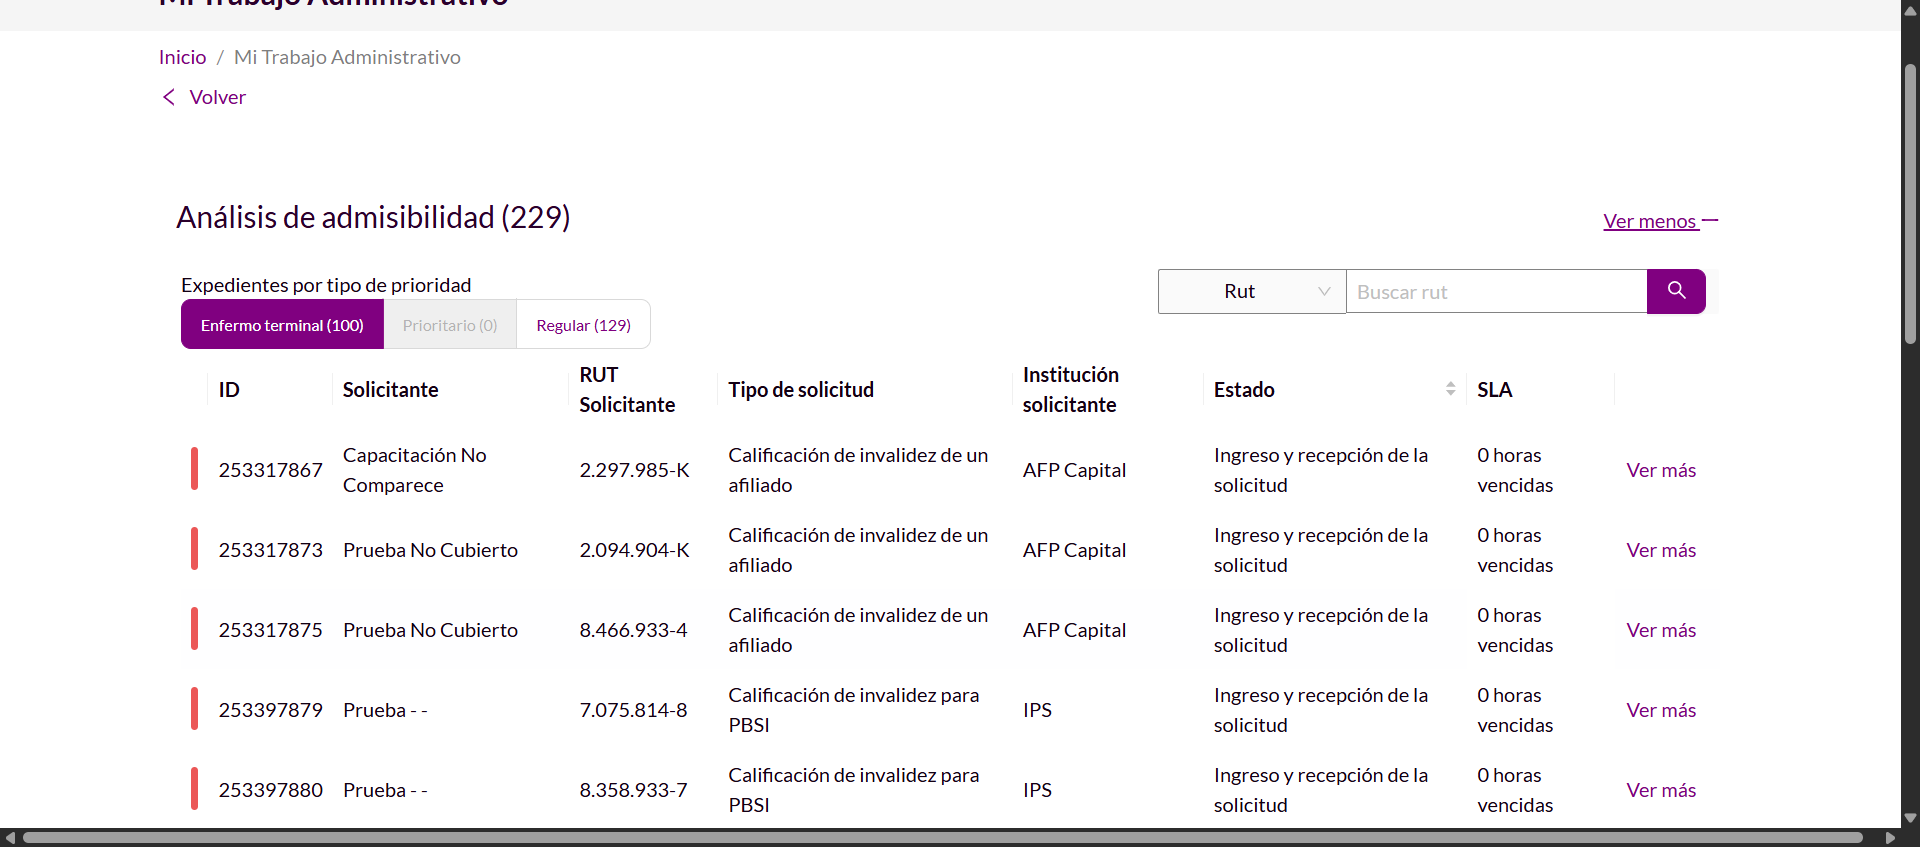 Mi Trabajo Administrativo
Inicio / Mi Trabajo Administrativo
Volver
Análisis de admisibilidad (229)
Ver menos
Expedientes por tipo de prioridad
Rut
Buscar rut
Enfermo terminal (100)
Prioritario (0)
Regular (129)
ID
Solicitante
RUT
Solicitante
Tipo de solicitud
Institución
solicitante
Estado
SLA
253317867
Capacitación No
Comparece
2.297.985-K
Calificación de invalidez de un
afiliado
AFP Capital
Ingreso y recepción de la
solicitud
0 horas
vencidas
Ver más
253317873
Prueba No Cubierto
2.094.904-K
Calificación de invalidez de un
afiliado
AFP Capital
Ingreso y recepción de la
solicitud
0 horas
vencidas
Ver más
253317875
Prueba No Cubierto
8.466.933-4
Calificación de invalidez de un
afiliado
AFP Capital
Ingreso y recepción de la
solicitud
0 horas
vencidas
Ver más
253397879
Prueba - -
7.075.814-8
Calificación de invalidez para
PBSI
IPS
Ingreso y recepción de la
solicitud
0 horas
vencidas
Ver más
253397880
Prueba - -
8.358.933-7
Calificación de invalidez para
PBSI
IPS
Ingreso y recepción de la
solicitud
0 horas
vencidas
Ver más